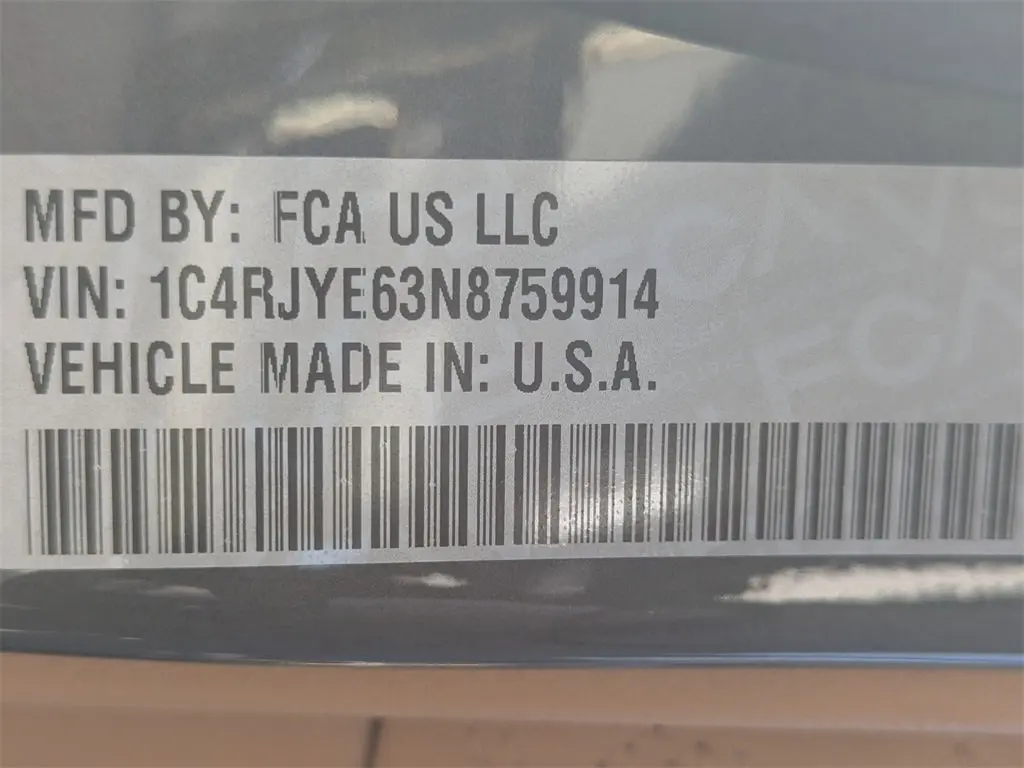 MFD BY: FCA US LLC
VIN: 1C4RJYE63N8759914
VEHICLE MADE IN: U.S.A.